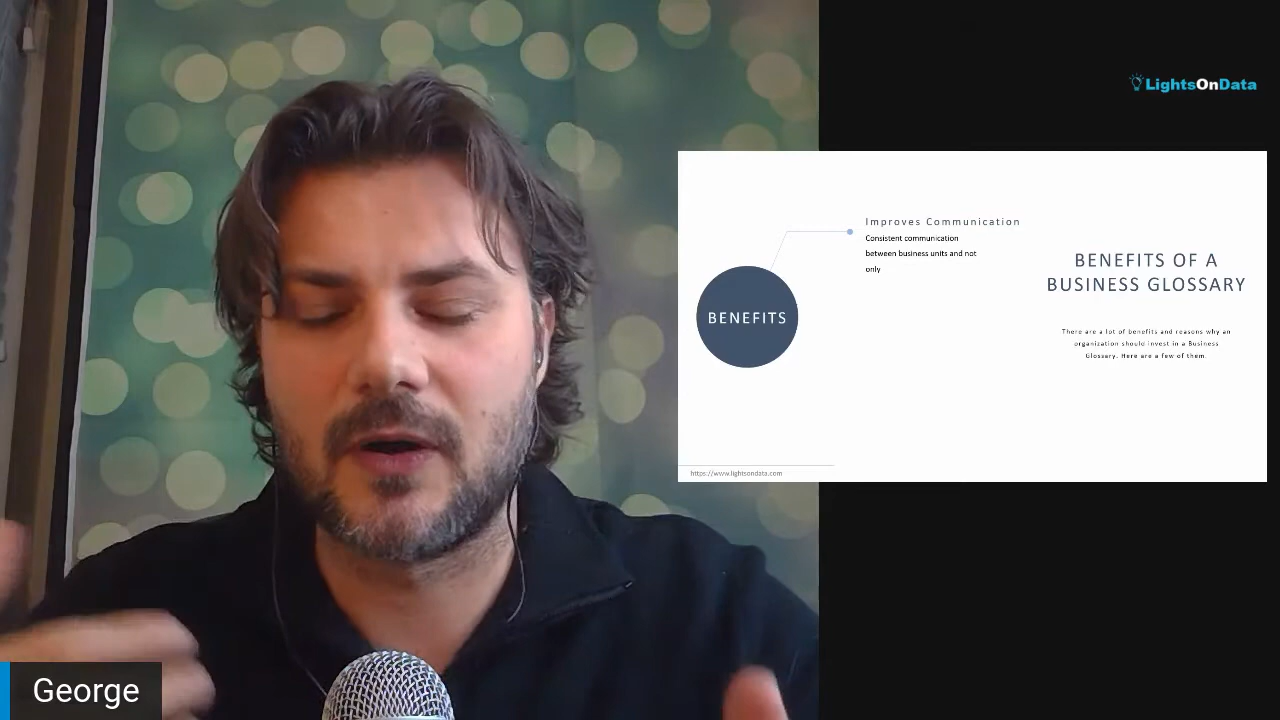 LightsOnData
Improves Communication
Consistent communication
between business units and not
only
BENEFITS
BENEFITS OF A
BUSINESS GLOSSARY
There are a lot of benefits and reasons why an
organization should invest in a Business
Glossary. Here are a few of them.
https://www.lightsondata.com
George